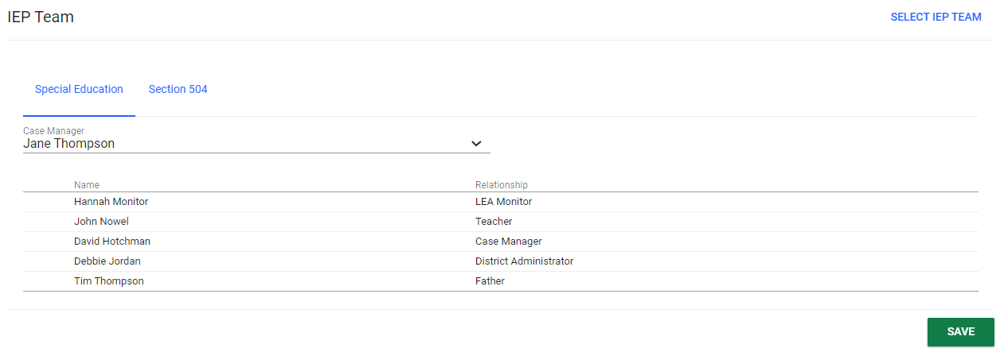 IEP Team
SELECT IEP TEAM
Special Education Section 504
Case Manager
Jane Thompson
Name Relationship
Hannah Monitor LEA Monitor
John Nowel Teacher
David Hotchman Case Manager
Debbie Jordan District Administrator
Tim Thompson Father
SAVE